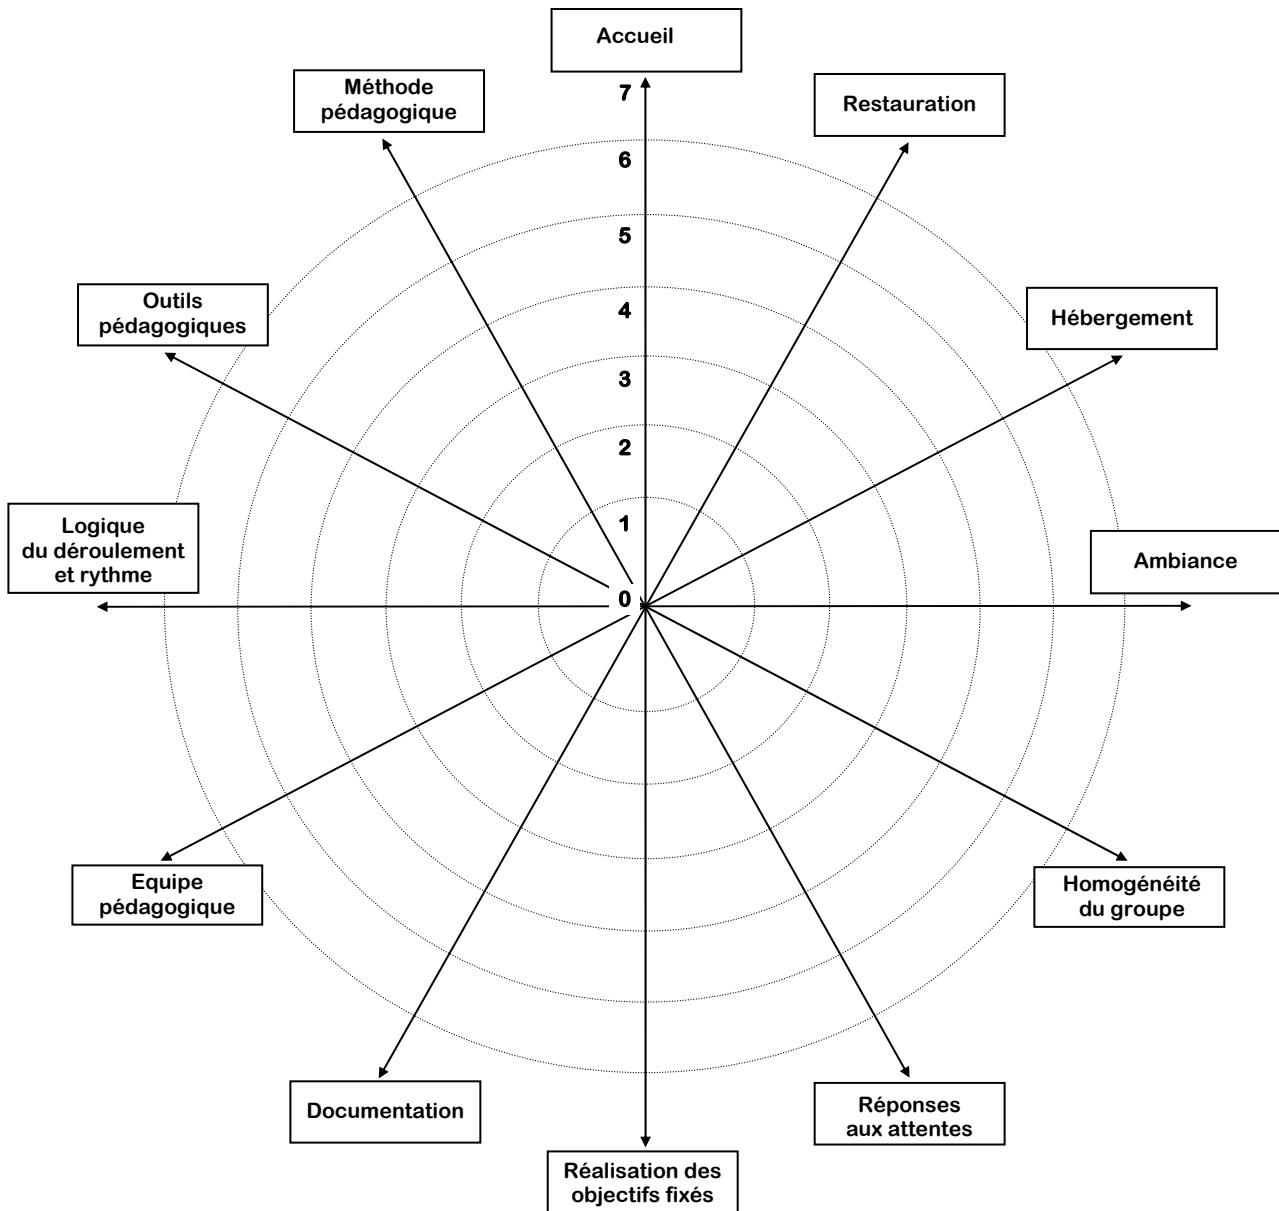 Accueil
Méthode
pédagogique
7
Restauration
6
5
Outils
pédagogiques
4
Hébergement
3
2
Logique
du déroulement
et rythme
1
Ambiance
0
Equipe
pédagogique
Homogénéité
du groupe
Documentation
Réponses
aux attentes
Réalisation des
objectifs fixés